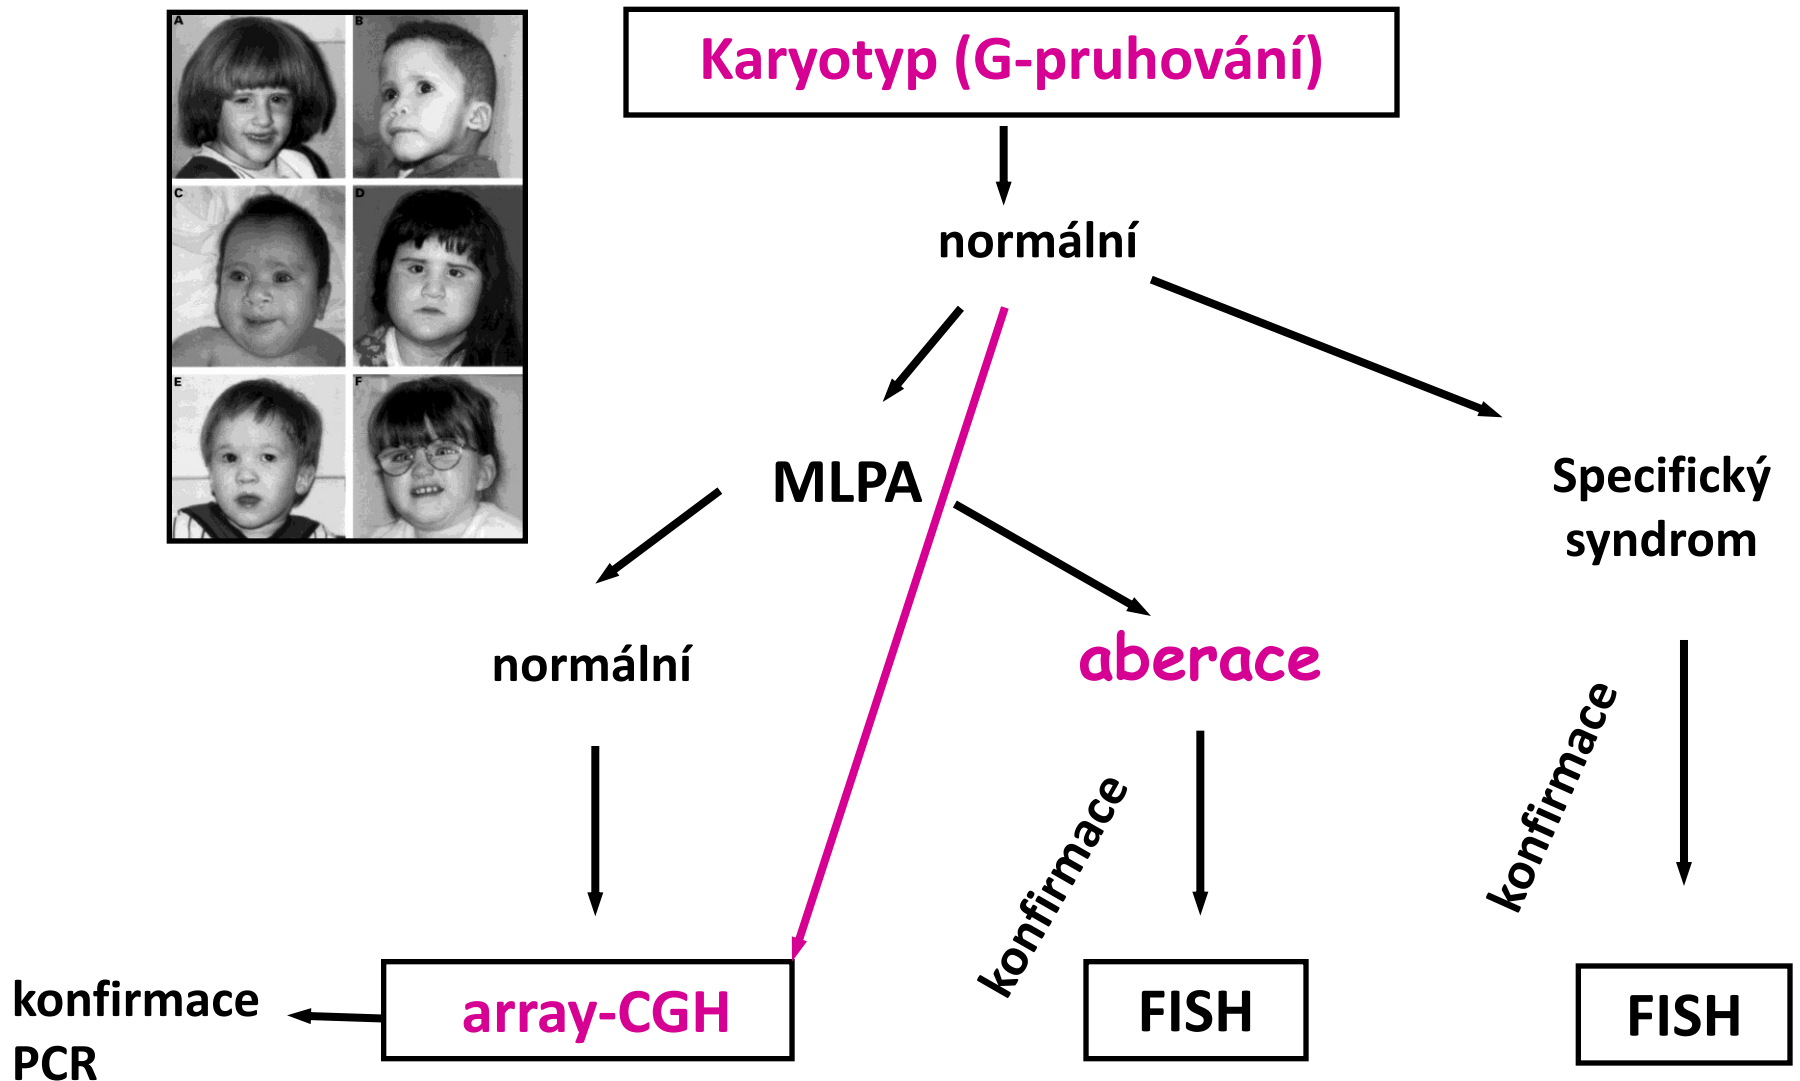 A
B
C
D
E
F
Karyotyp (G-pruhování)
normální
MLPA
Specifický
syndrom
normální
aberace
konfirmace
konfirmace
konfirmace
PCR
array-CGH
FISH
FISH